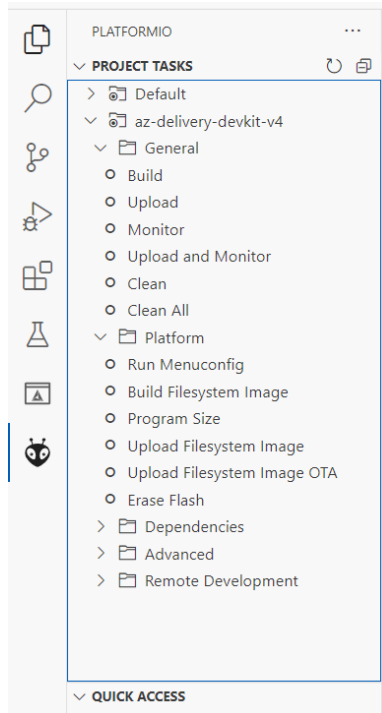 PLATFORMIO
PROJECT TASKS
Default
az-delivery-devkit-v4
General
Build
Upload
Monitor
Upload and Monitor
Clean
Clean All
Platform
Run Menuconfig
Build Filesystem Image
Program Size
Upload Filesystem Image
Upload Filesystem Image OTA
Erase Flash
Dependencies
Advanced
Remote Development
QUICK ACCESS